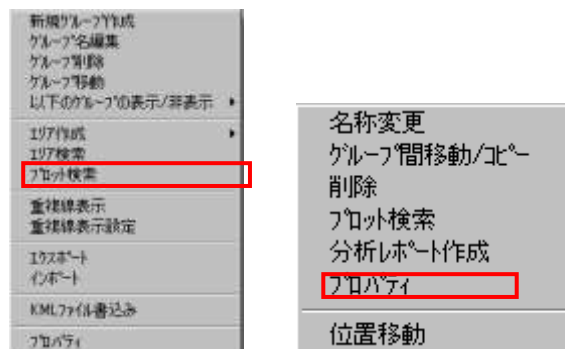 新規ｸﾞﾙｰﾌﾟ作成
ｸﾞﾙｰﾌﾟ名編集
ｸﾞﾙｰﾌﾟ削除
ｸﾞﾙｰﾌﾟ移動
以下のｸﾞﾙｰﾌﾟの表示/非表示
ｴﾘｱ作成
ｴﾘｱ検索
ﾌﾟﾛｯﾄ検索
重複線表示
重複線表示設定
ｴｸｽﾎﾟｰﾄ
ｲﾝﾎﾟｰﾄ
KMLﾌｧｲﾙ書込み
ﾌﾟﾛﾊﾟﾃｨ
名称変更
ｸﾞﾙｰﾌﾟ間移動/ｺﾋﾟｰ
削除
ﾌﾟﾛｯﾄ検索
分析ﾚﾎﾟｰﾄ作成
ﾌﾟﾛﾊﾟﾃｨ
位置移動